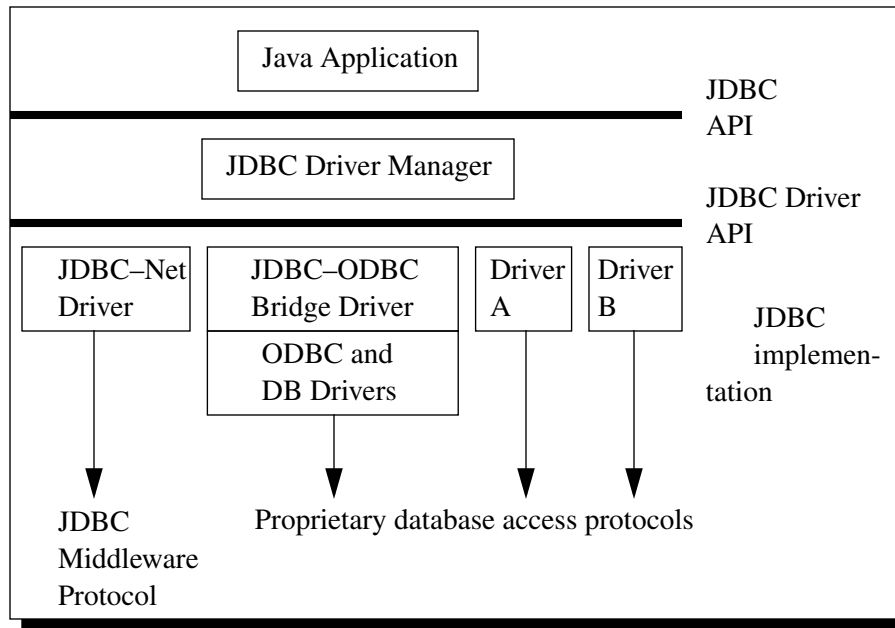 Java Application
JDBC
API
JDBC Driver Manager
JDBC Driver
API
JDBC–Net
Driver
JDBC–ODBC
Bridge Driver
ODBC and
DB Drivers
Driver
A
Driver
B
JDBC
implemen-
tation
JDBC
Middleware
Protocol
Proprietary database access protocols